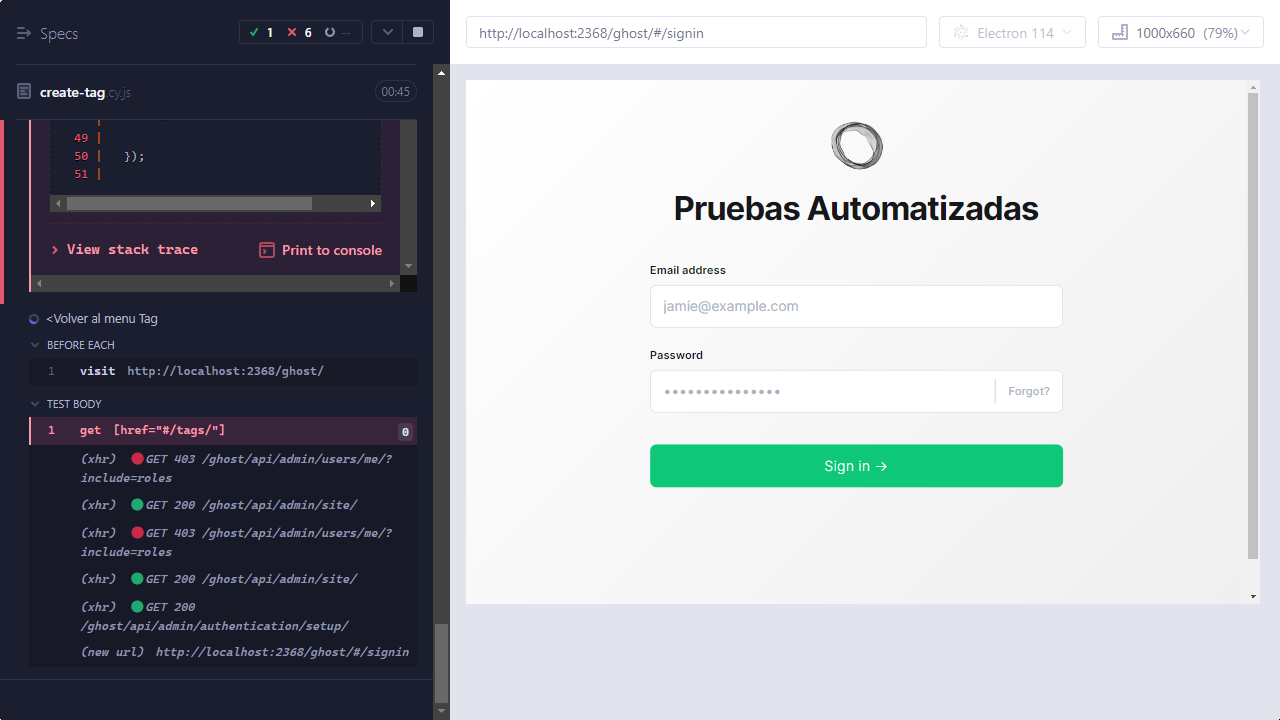 Specs
1
6
--
create-tag.cy.js
00:45
49 |
50 | });
51 |
> View stack trace
Print to console
<Volver al menu Tag
BEFORE EACH
1 visit http://localhost:2368/ghost/
TEST BODY
1 get [href="#/tags/"] 0
(xhr) GET 403 /ghost/api/admin/users/me/?
include=roles
(xhr) GET 200 /ghost/api/admin/site/
(xhr) GET 403 /ghost/api/admin/users/me/?
include=roles
(xhr) GET 200 /ghost/api/admin/site/
(xhr) GET 200
/ghost/api/admin/authentication/setup/
(new url) http://localhost:2368/ghost/#/signin
http://localhost:2368/ghost/#/signin
Electron 114
1000x660 (79%)
Pruebas Automatizadas
Email address
jamie@example.com
Password
•••••••••••••••
Forgot?
Sign in →